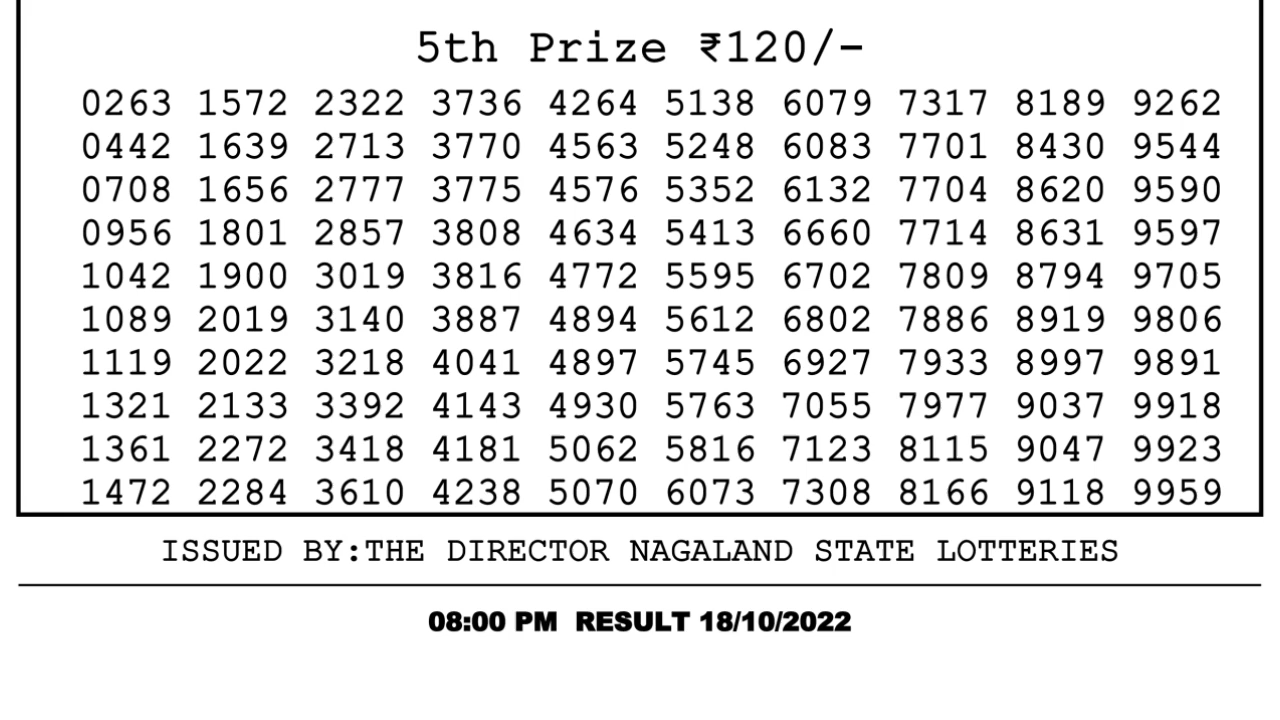 5th Prize ₹120/-
0263 1572 2322 3736 4264 5138 6079 7317 8189 9262
0442 1639 2713 3770 4563 5248 6083 7701 8430 9544
0708 1656 2777 3775 4576 5352 6132 7704 8620 9590
0956 1801 2857 3808 4634 5413 6660 7714 8631 9597
1042 1900 3019 3816 4772 5595 6702 7809 8794 9705
1089 2019 3140 3887 4894 5612 6802 7886 8919 9806
1119 2022 3218 4041 4897 5745 6927 7933 8997 9891
1321 2133 3392 4143 4930 5763 7055 7977 9037 9918
1361 2272 3418 4181 5062 5816 7123 8115 9047 9923
1472 2284 3610 4238 5070 6073 7308 8166 9118 9959
ISSUED BY:THE DIRECTOR NAGALAND STATE LOTTERIES
08:00 PM RESULT 18/10/2022